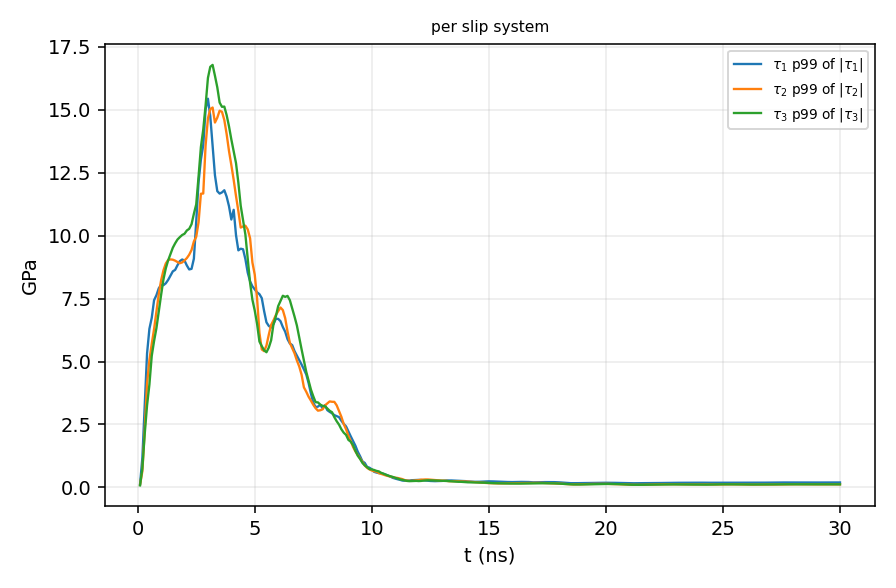 per slip system
17.5
15.0
12.5
10.0
7.5
5.0
2.5
0.0
GPa
τ₁ p99 of |τ₁|
τ₂ p99 of |τ₂|
τ₃ p99 of |τ₃|
0 5 10 15 20 25 30
t (ns)